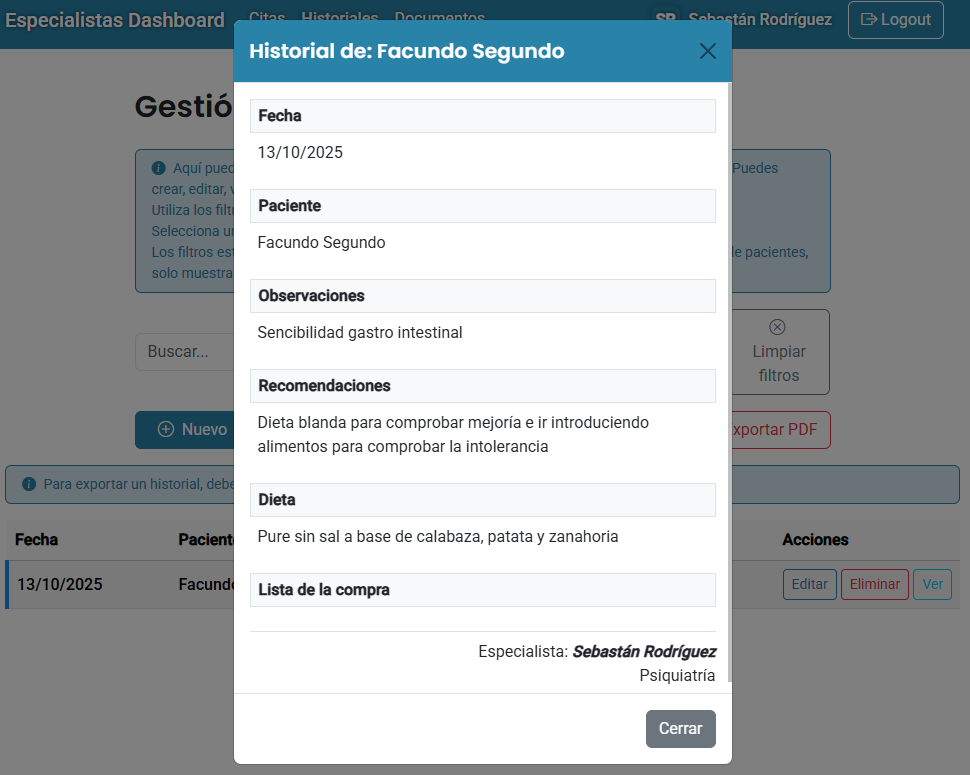 Especialistas Dashboard Citas Historiales Documentos SR Sebastán Rodríguez Logout
Historial de: Facundo Segundo
Gestió
Fecha
13/10/2025
Aquí Puedes
crear, editar,
Utiliza los
Selecciona
Los filtros de pacientes,
solo muestra
Paciente
Facundo Segundo
Observaciones
Sencibilidad gastro intestinal
Buscar...
Limpiar
filtros
Recomendaciones
Dieta blanda para comprobar mejoría e ir introduciendo
alimentos para comprobar la intolerancia
Nuevo
xportar PDF
Para exportar un historial, debe
Dieta
Pure sin sal a base de calabaza, patata y zanahoria
Fecha Pacient Acciones
13/10/2025 Facund Editar Eliminar Ver
Lista de la compra
Especialista: Sebastán Rodríguez
Psiquiatría
Cerrar